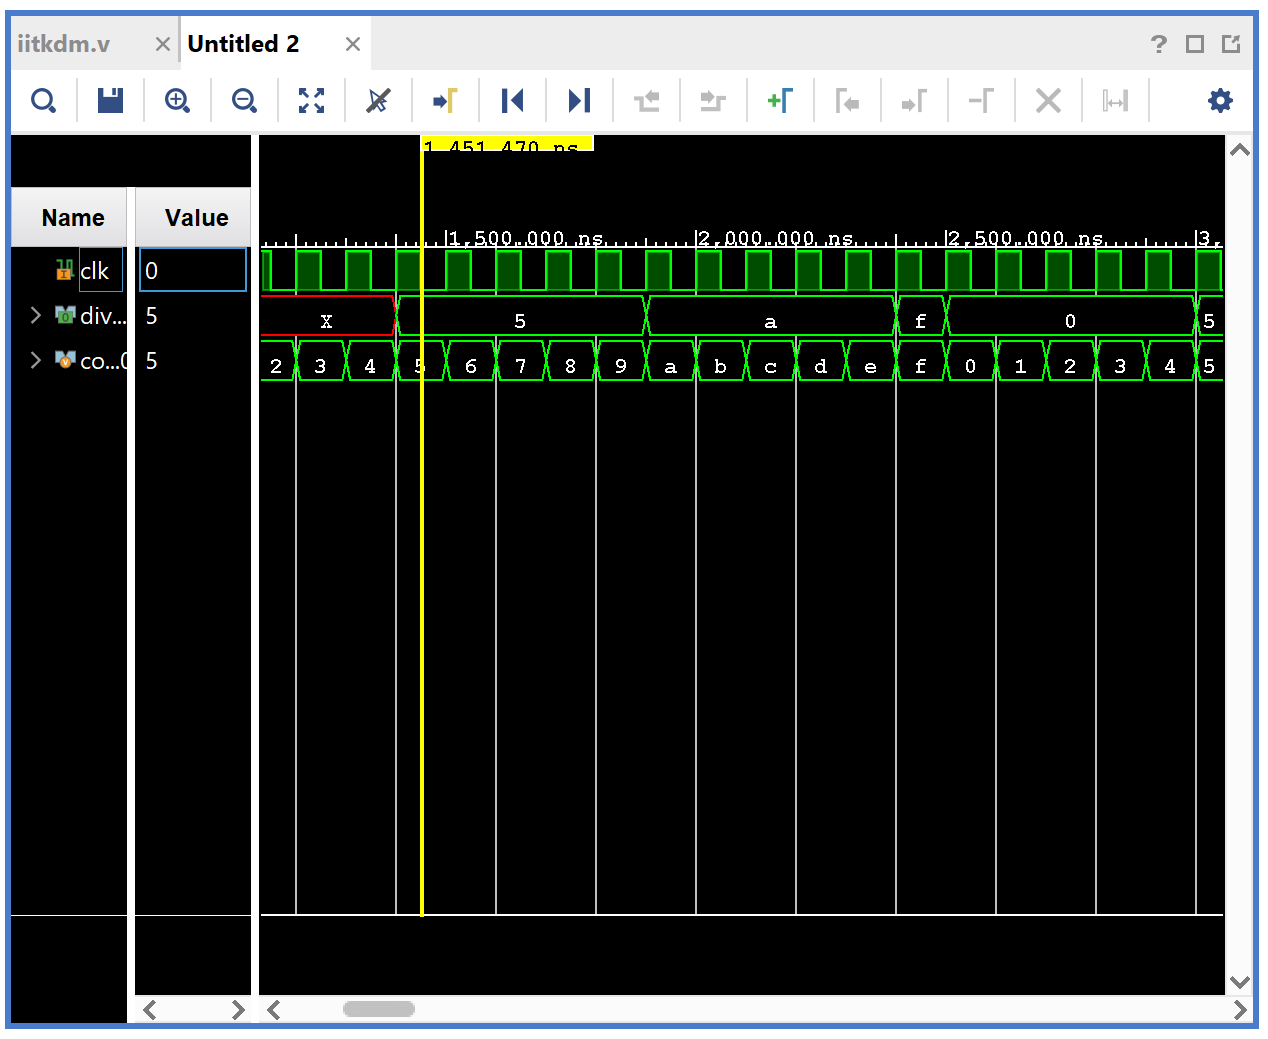 iitkdm.v Untitled 2
1,451.470 ns
Name Value
1,500.000 ns 2,000.000 ns 2,500.000 ns 3,
clk 0
div... 5 X 5 a f 0 5
co...0 5 2 3 4 5 6 7 8 9 a b c d e f 0 1 2 3 4 5